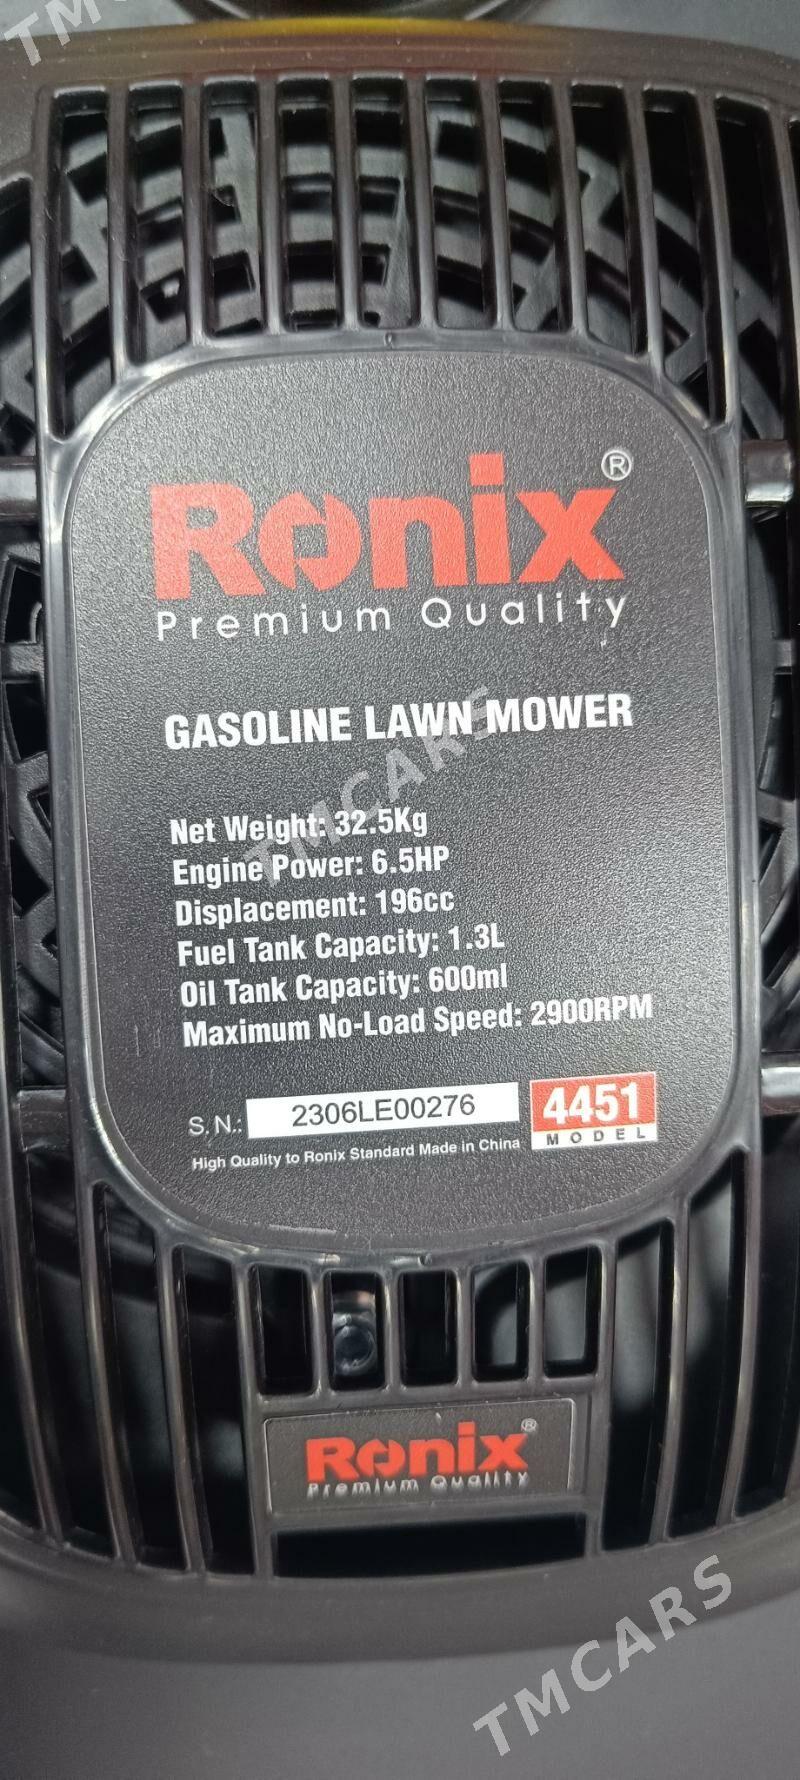 TMCARS
Ronix®
Premium Quality
GASOLINE LAWN MOWER
TMCARS
Net Weight: 32.5Kg
Engine Power: 6.5HP
Displacement: 196cc
Fuel Tank Capacity: 1.3L
Oil Tank Capacity: 600ml
Maximum No-Load Speed: 2900RPM
S.N.: 2306LE00276
4451
MODEL
High Quality to Ronix Standard Made in China
Ronix®
Premium Quality
TMCARS